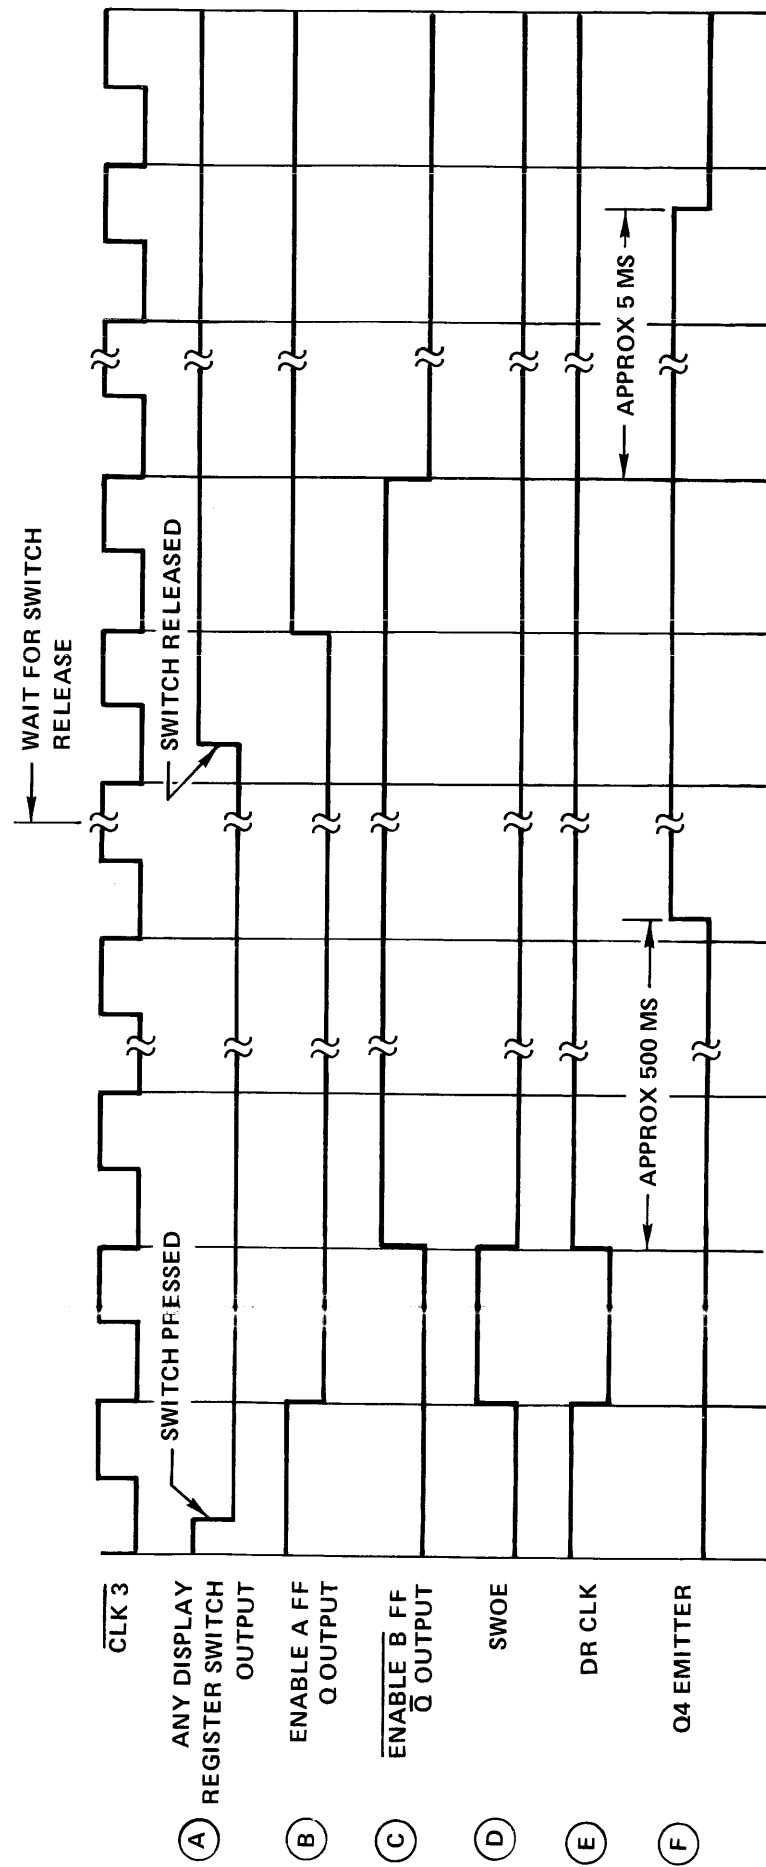 WAIT FOR SWITCH
RELEASE
CLK 3
SWITCH PRESSED
SWITCH RELEASED
A
ANY DISPLAY
REGISTER SWITCH
OUTPUT
B
ENABLE A FF
Q OUTPUT
C
ENABLE B FF
Q̅ OUTPUT
D
SWOE
E
DR CLK
APPROX 500 MS
APPROX 5 MS
F
Q4 EMITTER